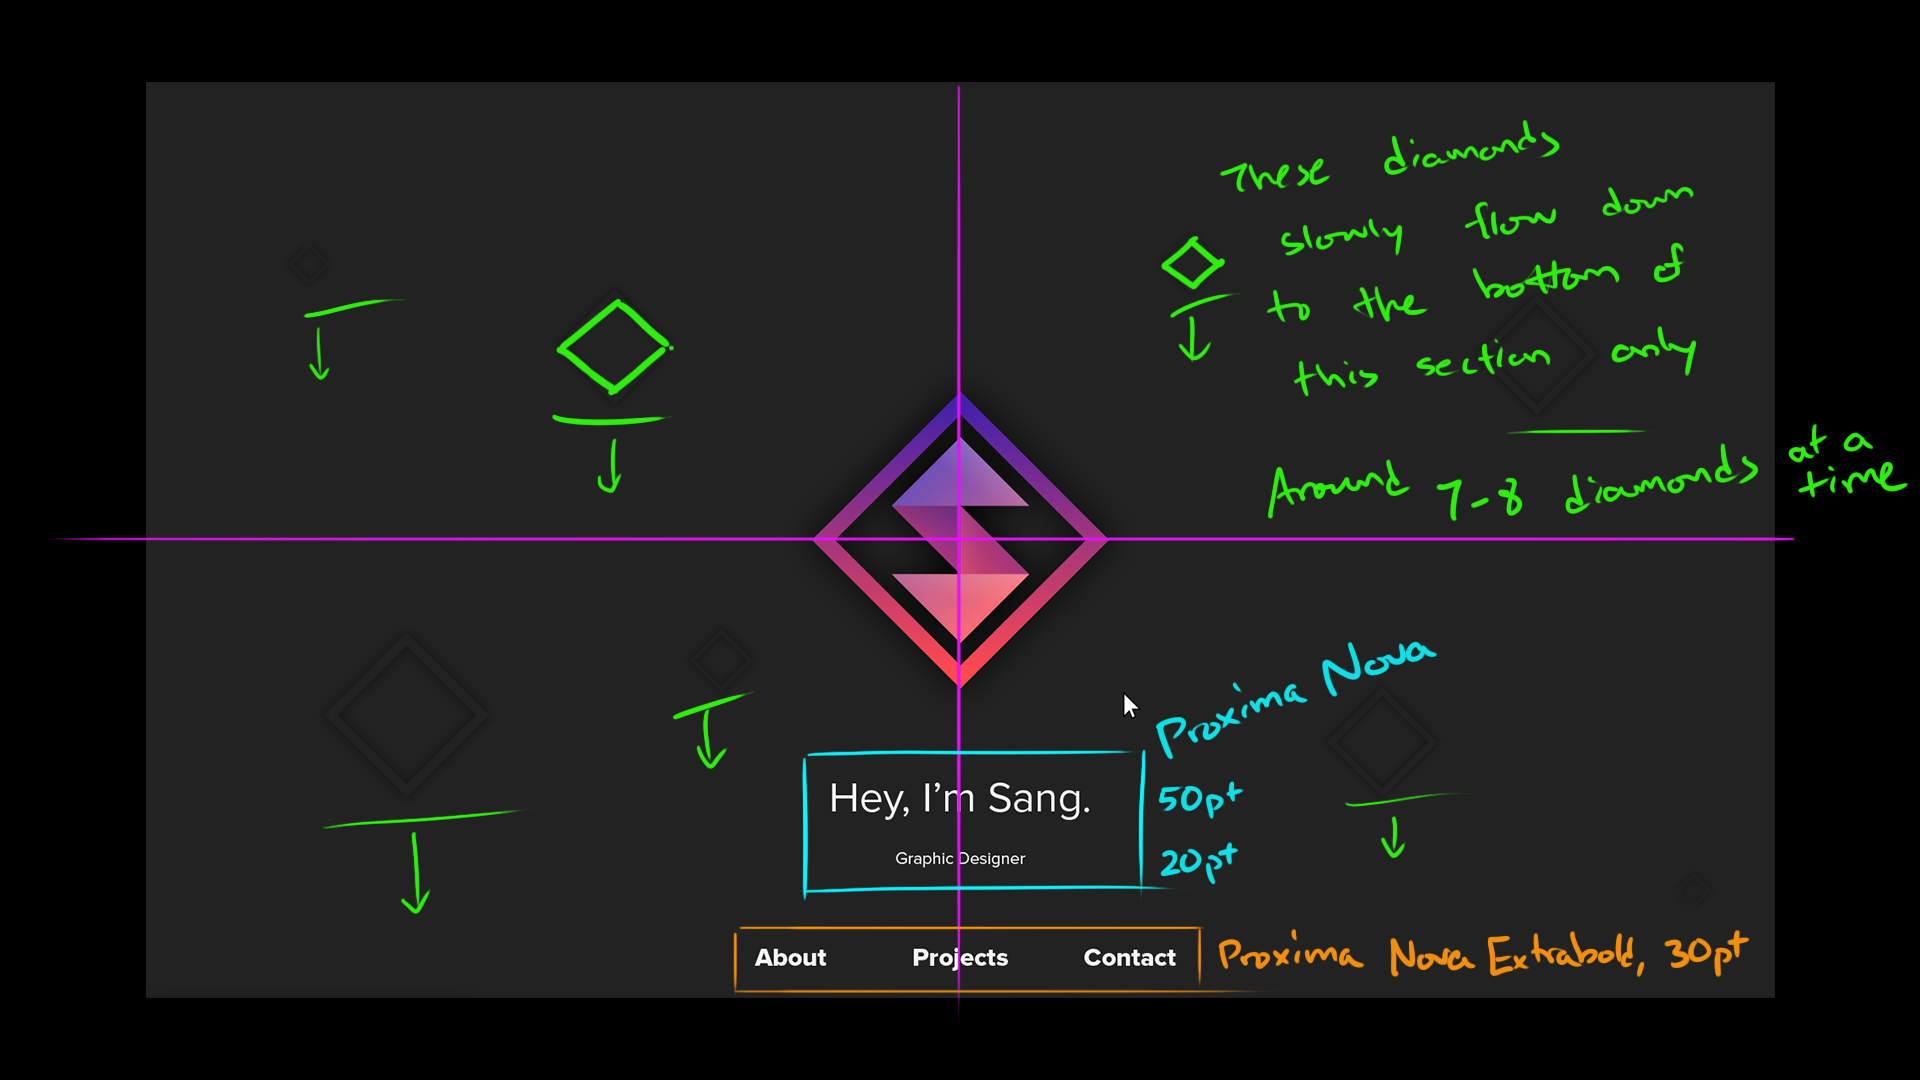 These diamonds
slowly flow down
to the bottom of
this section only
Around 7-8 diamonds at a
time
Proxima Nova
Hey, I'm Sang.
50pt
Graphic Designer
20pt
About Projects Contact
Proxima Nova Extrabold, 30pt